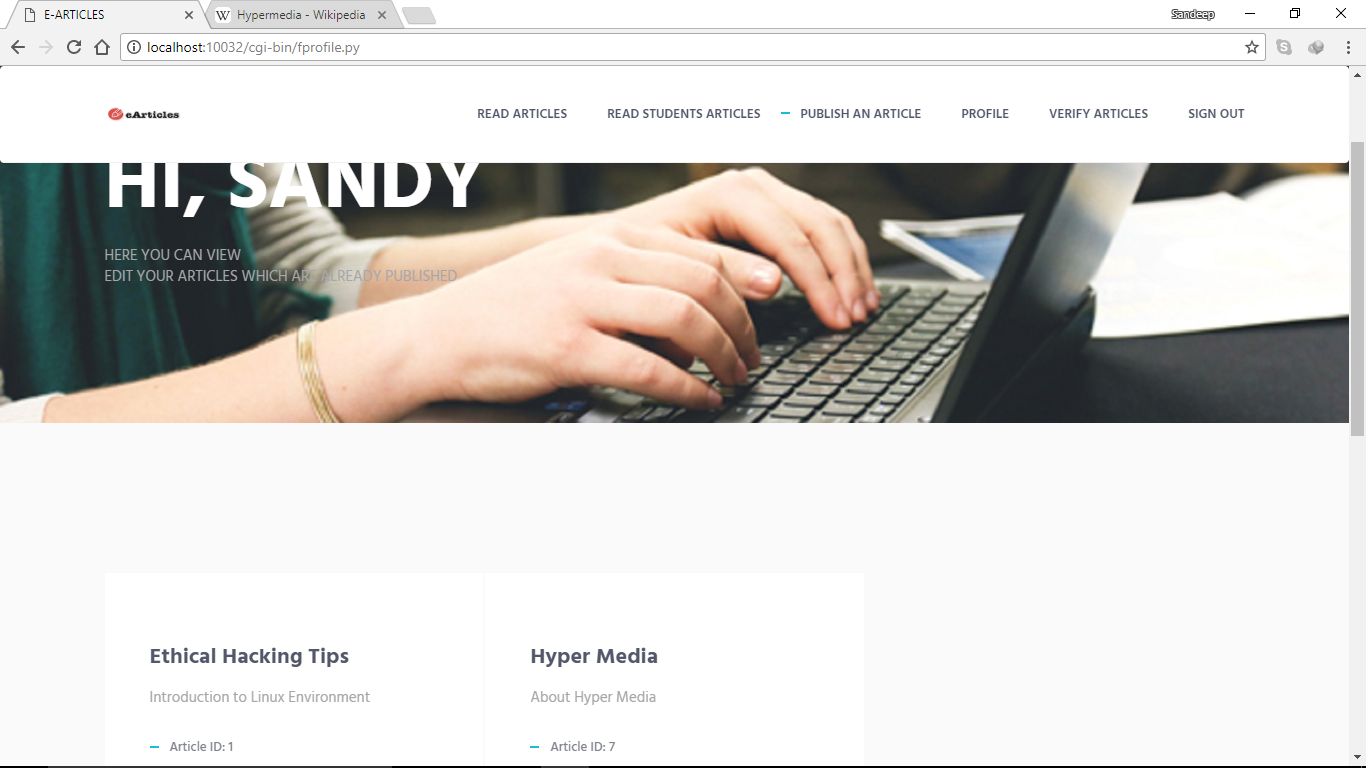 E-ARTICLES
Hypermedia - Wikipedia
Sandeep
localhost:10032/cgi-bin/fprofile.py
eArticles
READ ARTICLES
READ STUDENTS ARTICLES
PUBLISH AN ARTICLE
PROFILE
VERIFY ARTICLES
SIGN OUT
HI, SANDY
HERE YOU CAN VIEW
EDIT YOUR ARTICLES WHICH ARE ALREADY PUBLISHED
Ethical Hacking Tips
Introduction to Linux Environment
Article ID: 1
Hyper Media
About Hyper Media
Article ID: 7